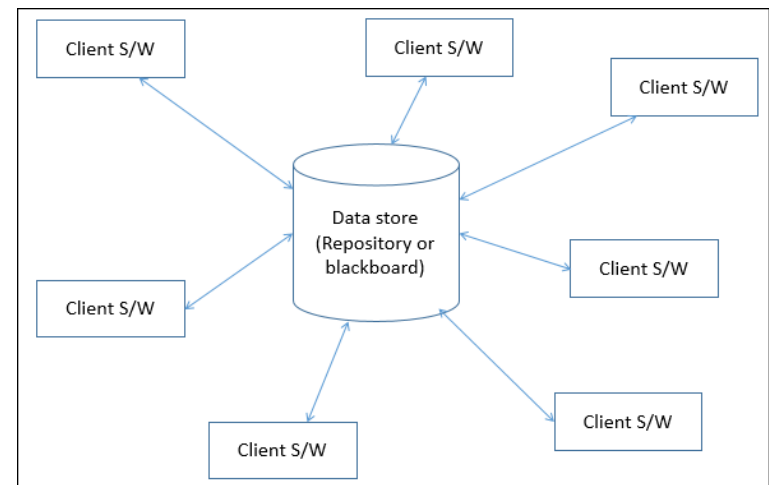 Client S/W
Client S/W
Client S/W
Data store
(Repository or
blackboard)
Client S/W
Client S/W
Client S/W
Client S/W